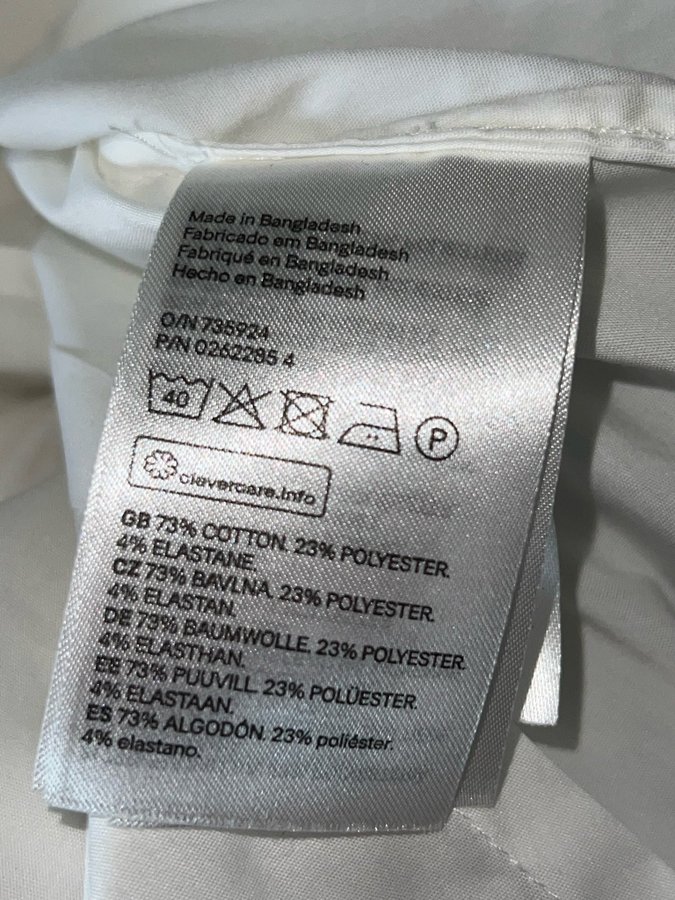 Made in Bangladesh
Fabricado em Bangladesh
Fabriqué en Bangladesh
Hecho en Bangladesh
O/N 735924
P/N 0262285 4
40 P
clevercare.info
GB 73% COTTON. 23% POLYESTER.
4% ELASTANE.
CZ 73% BAVLNA. 23% POLYESTER.
4% ELASTAN.
DE 73% BAUMWOLLE. 23% POLYESTER.
4% ELASTHAN.
EE 73% PUUVILL. 23% POLÜESTER.
4% ELASTAAN.
ES 73% ALGODÓN. 23% poliéster.
4% elastano.